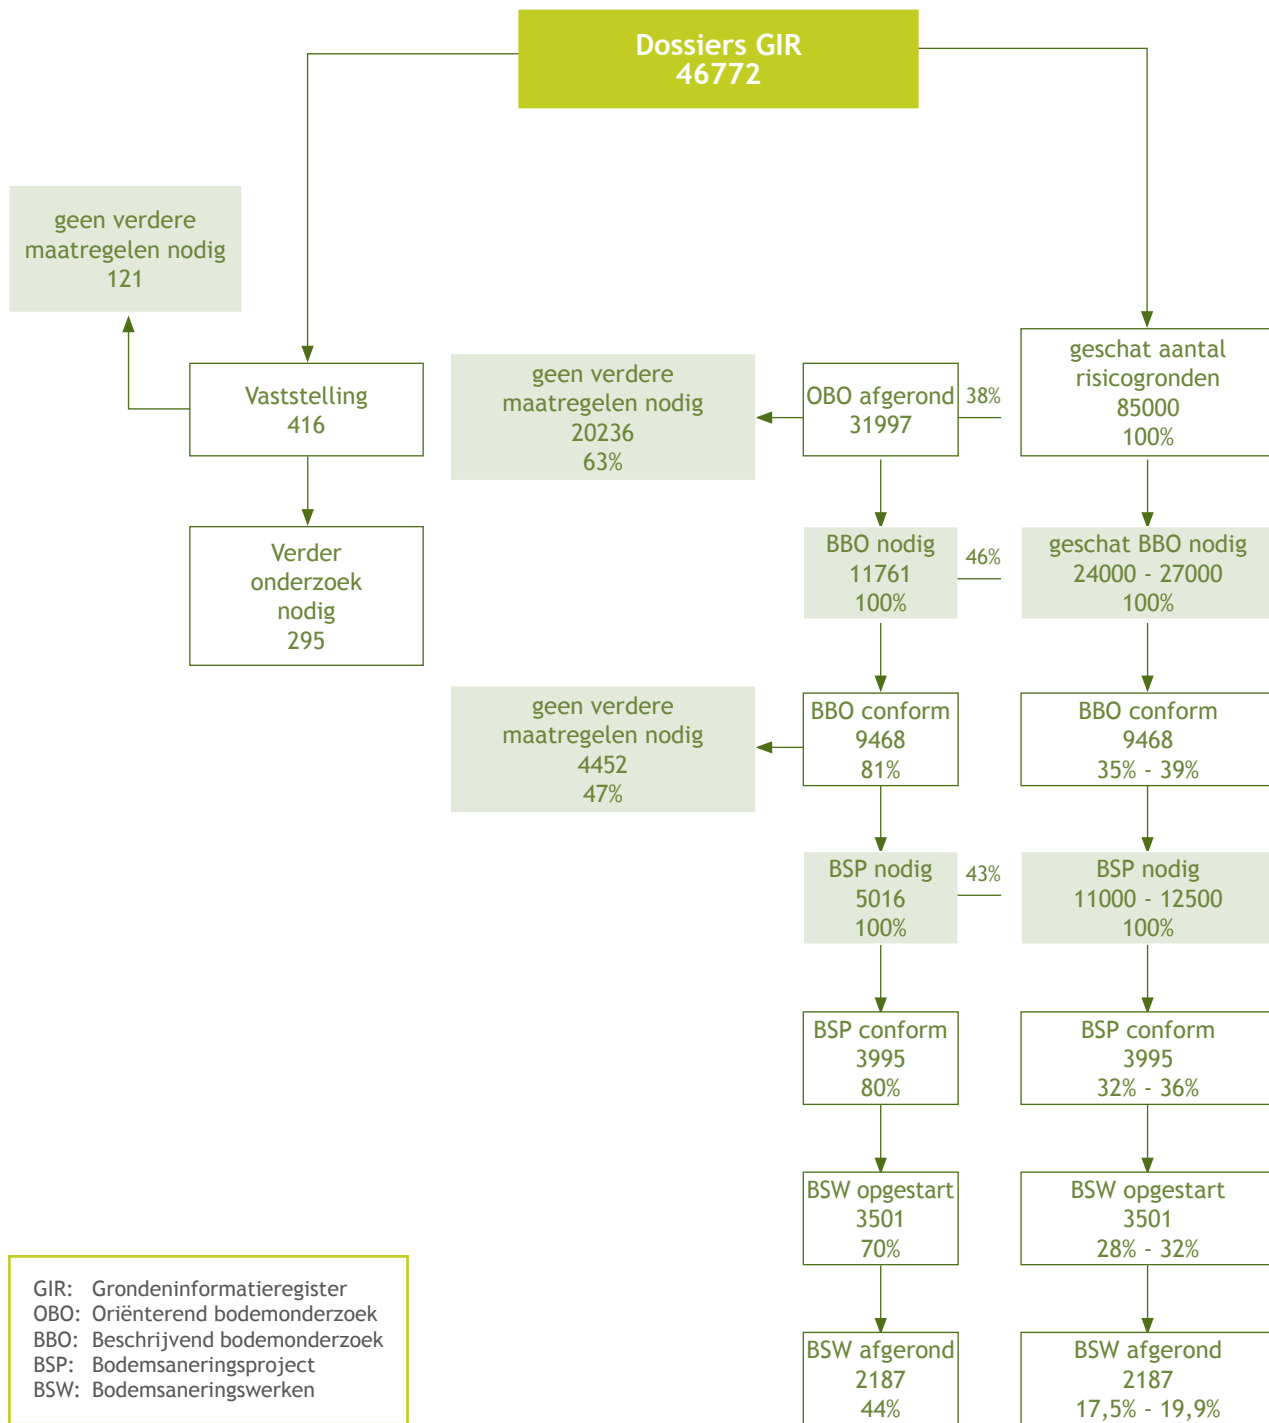 Dossiers GIR
46772
geen verdere
maatregelen nodig
121
Vaststelling
416
Verder
onderzoek
nodig
295
geen verdere
maatregelen nodig
20236
63%
OBO afgerond
31997
38%
geschat aantal
risicogronden
85000
100%
BBO nodig
11761
100%
46%
geschat BBO nodig
24000 - 27000
100%
geen verdere
maatregelen nodig
4452
47%
BBO conform
9468
81%
BBO conform
9468
35% - 39%
BSP nodig
5016
100%
43%
BSP nodig
11000 - 12500
100%
BSP conform
3995
80%
BSP conform
3995
32% - 36%
BSW opgestart
3501
70%
BSW opgestart
3501
28% - 32%
BSW afgerond
2187
44%
BSW afgerond
2187
17,5% - 19,9%
GIR: Grondeninformatieregister
OBO: Oriënterend bodemonderzoek
BBO: Beschrijvend bodemonderzoek
BSP: Bodemsaneringsproject
BSW: Bodemsaneringswerken